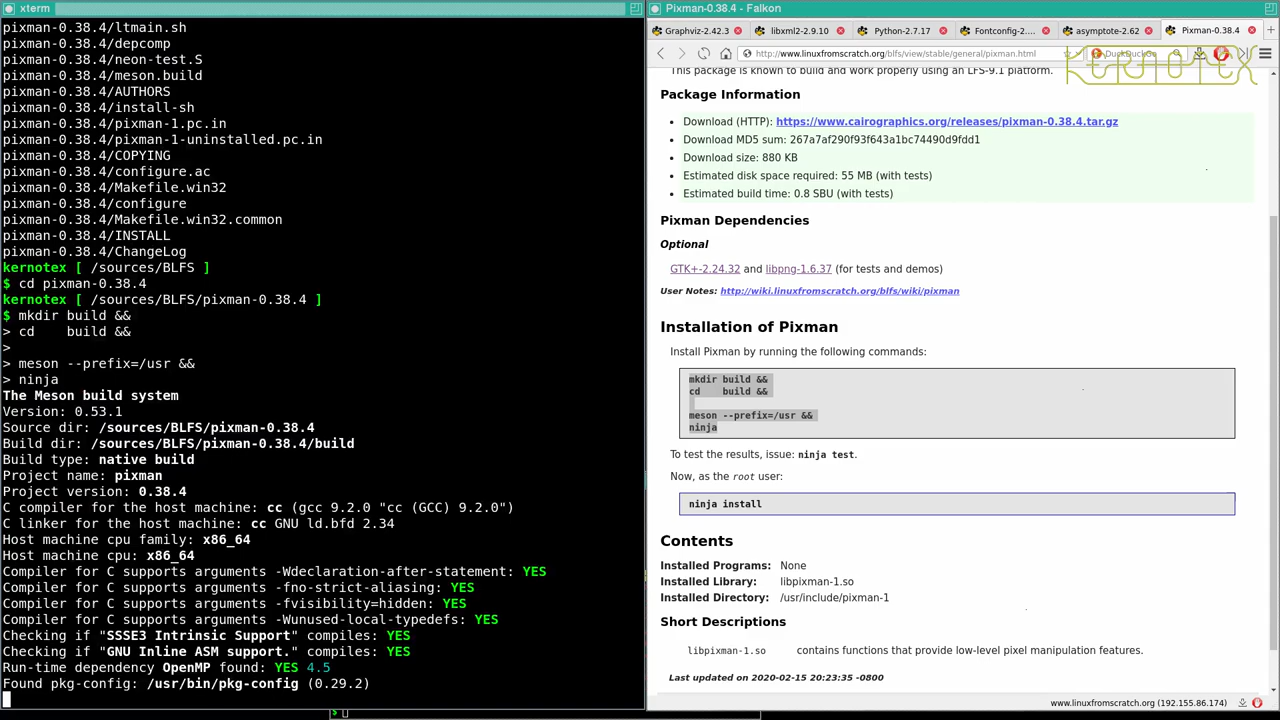 xterm
pixman-0.38.4/ltmain.sh
pixman-0.38.4/depcomp
pixman-0.38.4/neon-test.S
pixman-0.38.4/meson.build
pixman-0.38.4/AUTHORS
pixman-0.38.4/install-sh
pixman-0.38.4/pixman-1.pc.in
pixman-0.38.4/pixman-1-uninstalled.pc.in
pixman-0.38.4/COPYING
pixman-0.38.4/configure.ac
pixman-0.38.4/Makefile.win32
pixman-0.38.4/configure
pixman-0.38.4/Makefile.win32.common
pixman-0.38.4/INSTALL
pixman-0.38.4/ChangeLog
kernotex [ /sources/BLFS ]
$ cd pixman-0.38.4
kernotex [ /sources/BLFS/pixman-0.38.4 ]
$ mkdir build &&
> cd    build &&
>
> meson --prefix=/usr &&
> ninja
The Meson build system
Version: 0.53.1
Source dir: /sources/BLFS/pixman-0.38.4
Build dir: /sources/BLFS/pixman-0.38.4/build
Build type: native build
Project name: pixman
Project version: 0.38.4
C compiler for the host machine: cc (gcc 9.2.0 "cc (GCC) 9.2.0")
C linker for the host machine: cc GNU ld.bfd 2.34
Host machine cpu family: x86_64
Host machine cpu: x86_64
Compiler for C supports arguments -Wdeclaration-after-statement: YES
Compiler for C supports arguments -fno-strict-aliasing: YES
Compiler for C supports arguments -fvisibility=hidden: YES
Compiler for C supports arguments -Wunused-local-typedefs: YES
Checking if "SSSE3 Intrinsic Support" compiles: YES
Checking if "GNU Inline ASM support." compiles: YES
Run-time dependency OpenMP found: YES 4.5
Found pkg-config: /usr/bin/pkg-config (0.29.2)
$
Pixman-0.38.4 - Falkon
Graphviz-2.42.3
libxml2-2.9.10
Python-2.7.17
Fontconfig-2....
asymptote-2.62
Pixman-0.38.4
http://www.linuxfromscratch.org/blfs/view/stable/general/pixman.html
DuckDuckGo
KERNOTEX
This package is known to build and work properly using an LFS-9.1 platform.
Package Information
• Download (HTTP): https://www.cairographics.org/releases/pixman-0.38.4.tar.gz
• Download MD5 sum: 267a7af290f93f643a1bc74490d9fdd1
• Download size: 880 KB
• Estimated disk space required: 55 MB (with tests)
• Estimated build time: 0.8 SBU (with tests)
Pixman Dependencies
Optional
GTK+-2.24.32 and libpng-1.6.37 (for tests and demos)
User Notes: http://wiki.linuxfromscratch.org/blfs/wiki/pixman
Installation of Pixman
Install Pixman by running the following commands:
mkdir build &&
cd    build &&
meson --prefix=/usr &&
ninja
To test the results, issue: ninja test.
Now, as the root user:
ninja install
Contents
Installed Programs: None
Installed Library: libpixman-1.so
Installed Directory: /usr/include/pixman-1
Short Descriptions
libpixman-1.so contains functions that provide low-level pixel manipulation features.
Last updated on 2020-02-15 20:23:35 -0800
www.linuxfromscratch.org (192.155.86.174)